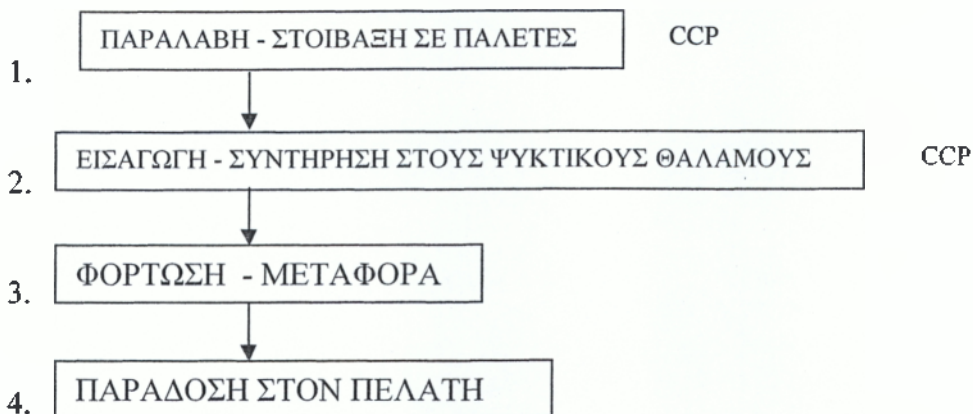 1. ΠΑΡΑΛΑΒΗ - ΣΤΟΙΒΑΞΗ ΣΕ ΠΑΛΕΤΕΣ CCP
2. ΕΙΣΑΓΩΓΗ - ΣΥΝΤΗΡΗΣΗ ΣΤΟΥΣ ΨΥΚΤΙΚΟΥΣ ΘΑΛΑΜΟΥΣ CCP
3. ΦΟΡΤΩΣΗ - ΜΕΤΑΦΟΡΑ
4. ΠΑΡΑΔΟΣΗ ΣΤΟΝ ΠΕΛΑΤΗ